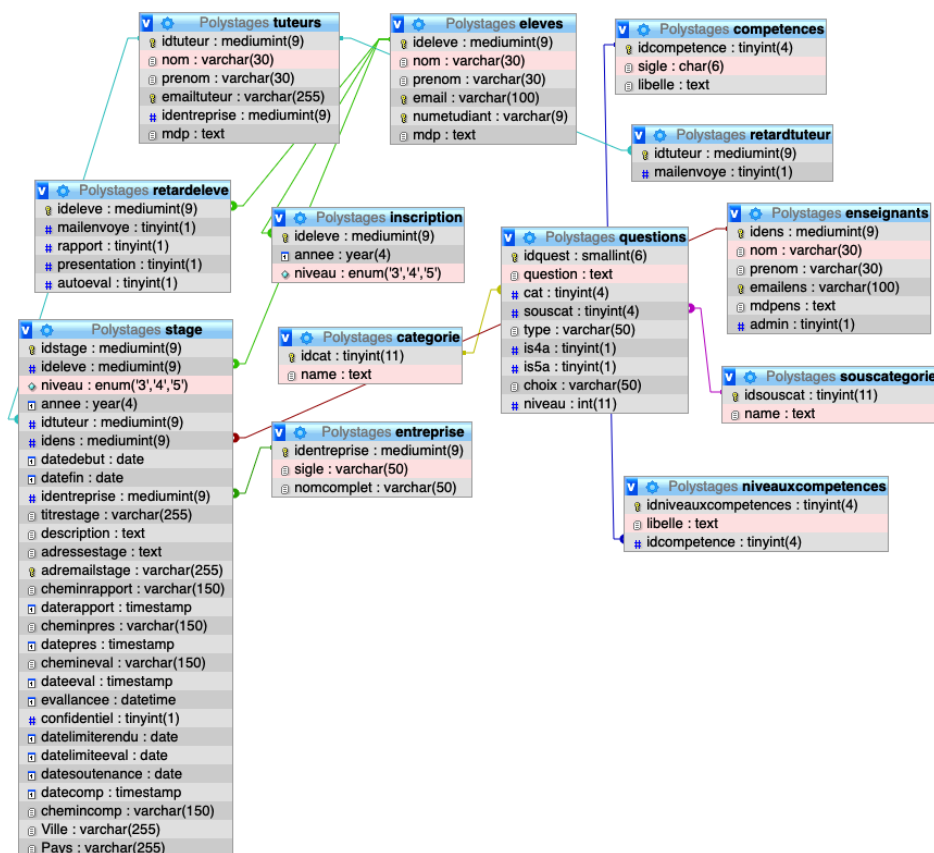 Polystages tuteurs
idtuteur : mediumint(9)
nom : varchar(30)
prenom : varchar(30)
emailtuteur : varchar(255)
identreprise : mediumint(9)
mdp : text
Polystages eleves
ideleve : mediumint(9)
nom : varchar(30)
prenom : varchar(30)
email : varchar(100)
numetudiant : varchar(9)
mdp : text
Polystages competences
idcompetence : tinyint(4)
sigle : char(6)
libelle : text
Polystages retardtuteur
idtuteur : mediumint(9)
mailenvoye : tinyint(1)
Polystages retardeleve
ideleve : mediumint(9)
mailenvoye : tinyint(1)
rapport : tinyint(1)
presentation : tinyint(1)
autoeval : tinyint(1)
Polystages inscription
ideleve : mediumint(9)
annee : year(4)
niveau : enum('3','4','5')
Polystages questions
idquest : smallint(6)
question : text
cat : tinyint(4)
souscat : tinyint(4)
type : varchar(50)
is4a : tinyint(1)
is5a : tinyint(1)
choix : varchar(50)
niveau : int(11)
Polystages enseignants
idens : mediumint(9)
nom : varchar(30)
prenom : varchar(30)
emailens : varchar(100)
mdpens : text
admin : tinyint(1)
Polystages stage
idstage : mediumint(9)
ideleve : mediumint(9)
niveau : enum('3','4','5')
annee : year(4)
idtuteur : mediumint(9)
idens : mediumint(9)
datedebut : date
datefin : date
identreprise : mediumint(9)
titrestage : varchar(255)
description : text
adressestage : text
adremailstage : varchar(255)
cheminrapport : varchar(150)
daterapport : timestamp
cheminpres : varchar(150)
datepres : timestamp
chemineval : varchar(150)
dateeval : timestamp
evallancee : datetime
confidentiel : tinyint(1)
datelimiterendu : date
datelimiteeval : date
datesoutenance : date
datecomp : timestamp
chemincomp : varchar(150)
Ville : varchar(255)
Pays : varchar(255)
Polystages categorie
idcat : tinyint(11)
name : text
Polystages souscategorie
idsouscat : tinyint(11)
name : text
Polystages entreprise
identreprise : mediumint(9)
sigle : varchar(50)
nomcomplet : varchar(50)
Polystages niveauxcompetences
idniveauxcompetences : tinyint(4)
libelle : text
idcompetence : tinyint(4)